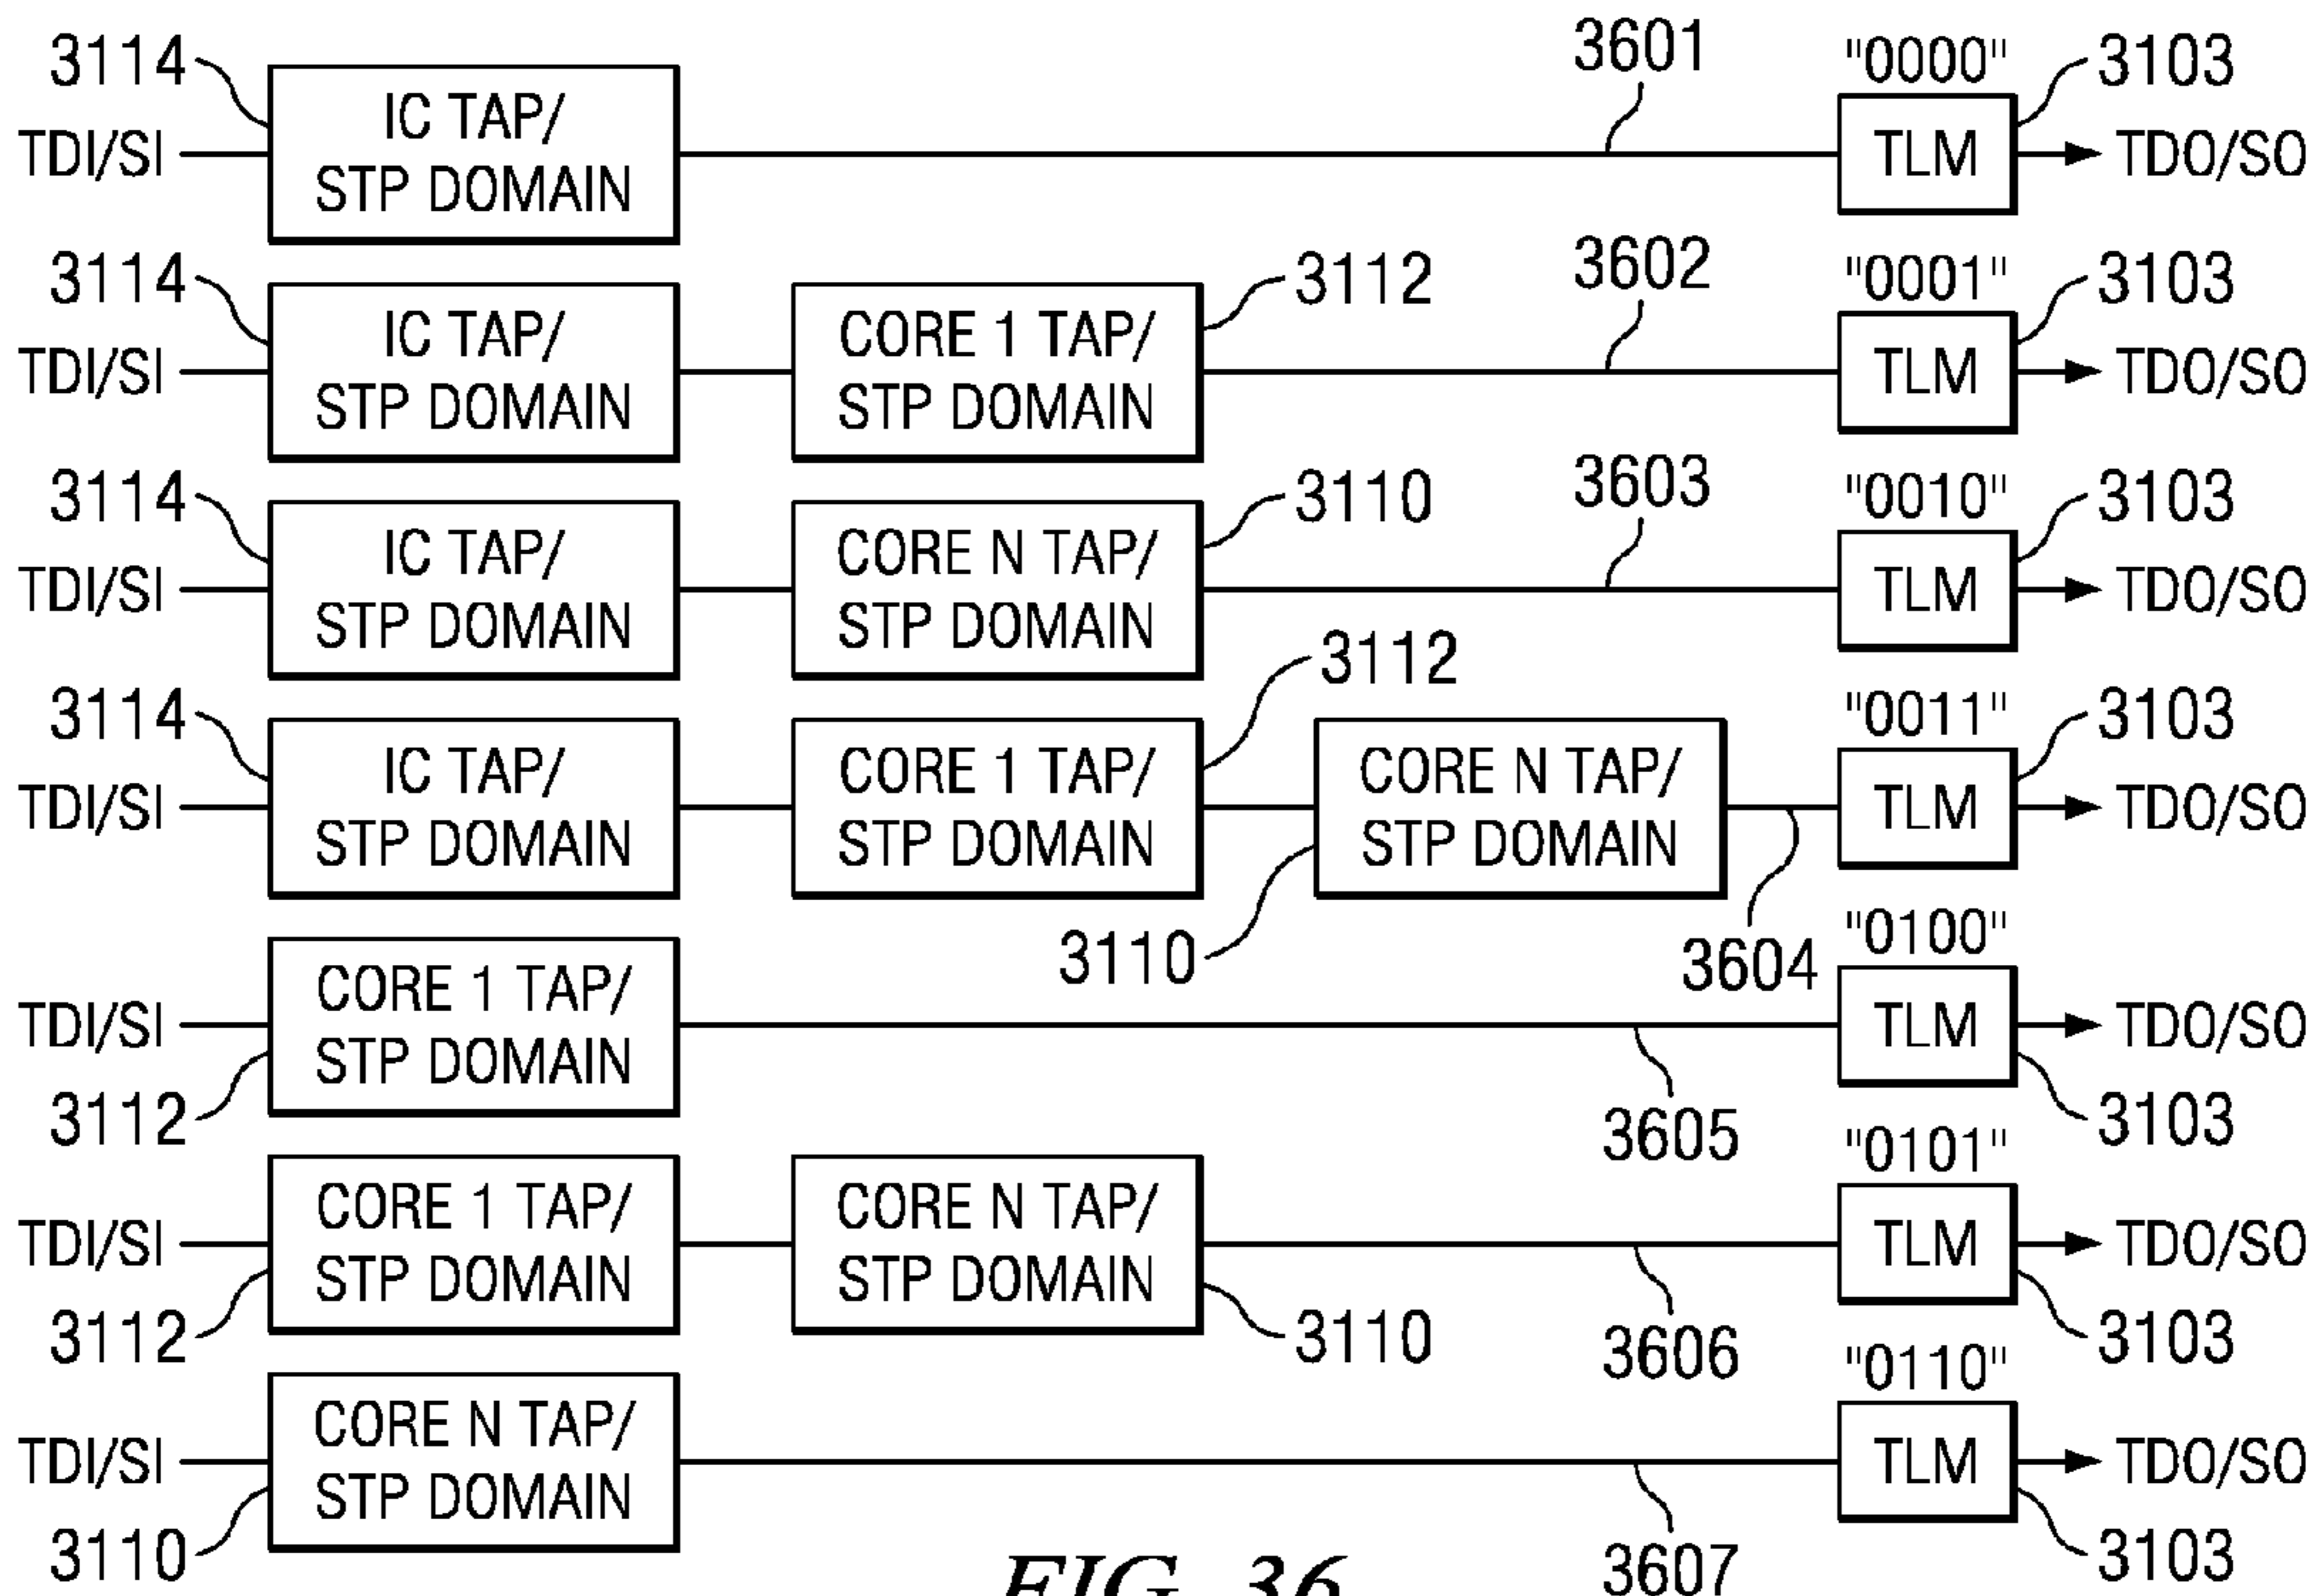 3601
3114 "0000" 3103
IC TAP/
STP DOMAIN
TDI/SI TLM TDO/SO
3114 3112 3602 "0001" 3103
IC TAP/ CORE 1 TAP/
STP DOMAIN STP DOMAIN
TDI/SI TLM TDO/SO
3114 3110 3603 "0010" 3103
IC TAP/ CORE N TAP/
STP DOMAIN STP DOMAIN
TDI/SI TLM TDO/SO
3114 3112 "0011" 3103
IC TAP/ CORE 1 TAP/ CORE N TAP/
STP DOMAIN STP DOMAIN STP DOMAIN
TDI/SI TLM TDO/SO
3110 3604 "0100"
CORE 1 TAP/
STP DOMAIN
TDI/SI TLM TDO/SO
3112 3605 3103
"0101"
CORE 1 TAP/ CORE N TAP/
STP DOMAIN STP DOMAIN
TDI/SI TLM TDO/SO
3112 3110 3606 3103
"0110"
CORE N TAP/
STP DOMAIN
TDI/SI TLM TDO/SO
3110 3607 3103
FIG. 36